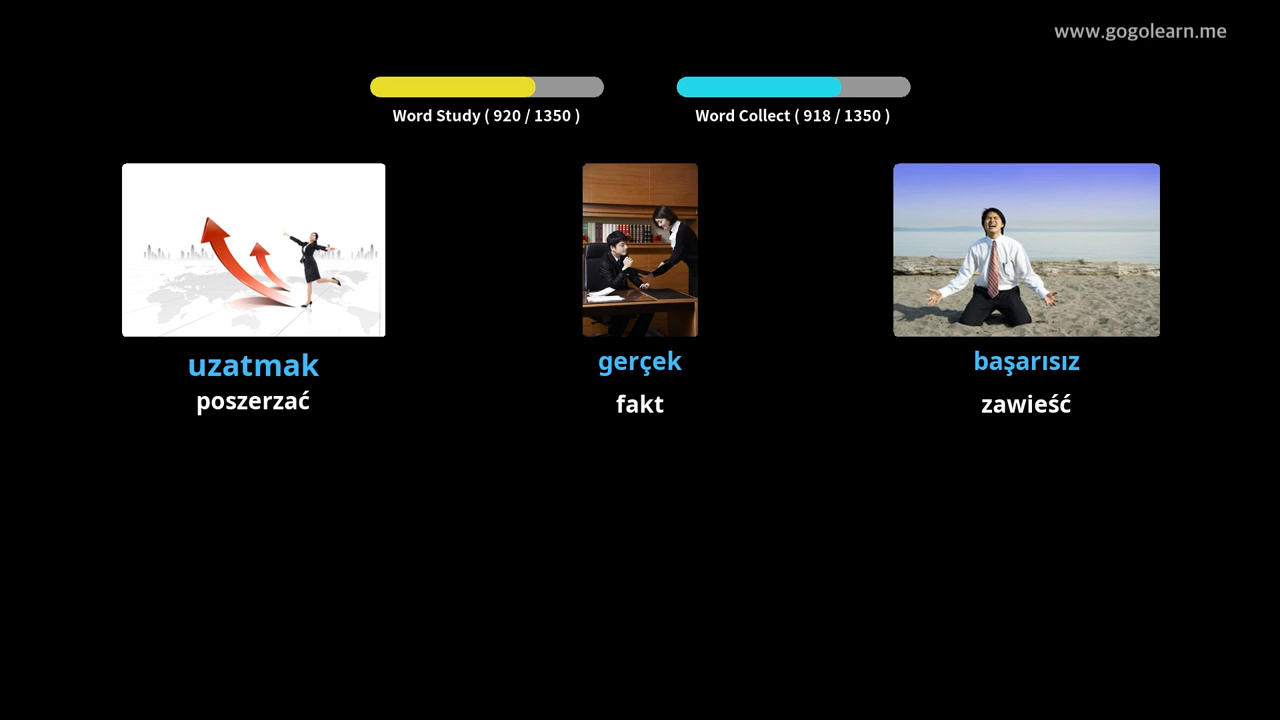 www.gogolearn.me
Word Study ( 920 / 1350 )
Word Collect ( 918 / 1350 )
uzatmak
poszerzać
gerçek
fakt
başarısız
zawieść